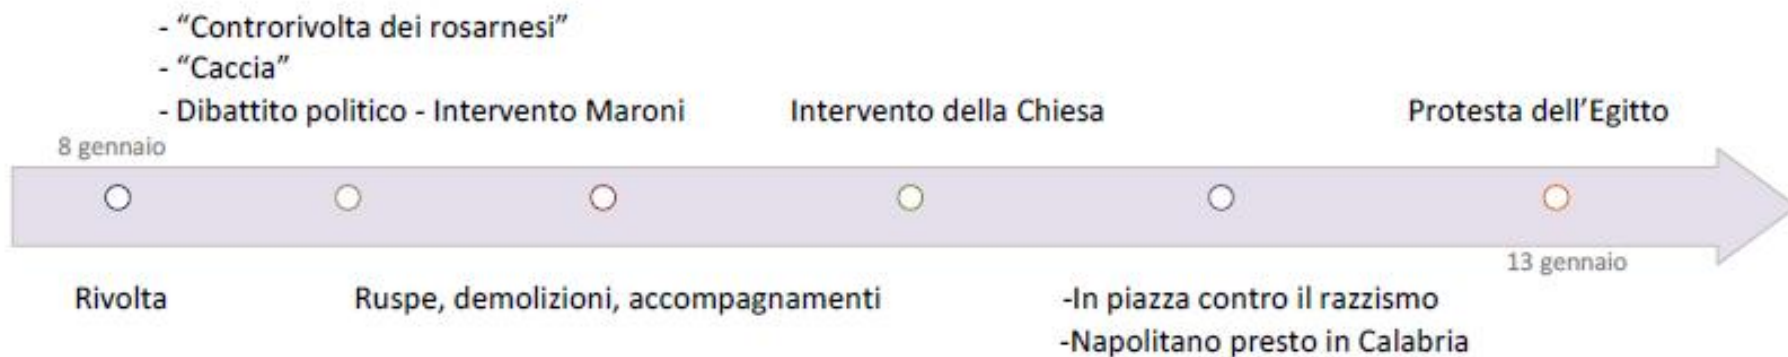 - “Controrivolta dei rosarnesi”
- “Caccia”
- Dibattito politico - Intervento Maroni
Intervento della Chiesa
Protesta dell’Egitto
8 gennaio
13 gennaio
Rivolta
Ruspe, demolizioni, accompagnamenti
-In piazza contro il razzismo
-Napolitano presto in Calabria